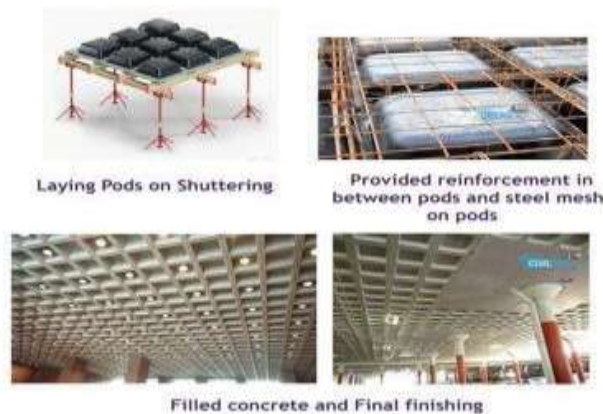 Laying Pods on Shuttering
Provided reinforcement in
between pods and steel mesh
on pods
CIVIL
Filled concrete and Final finishing